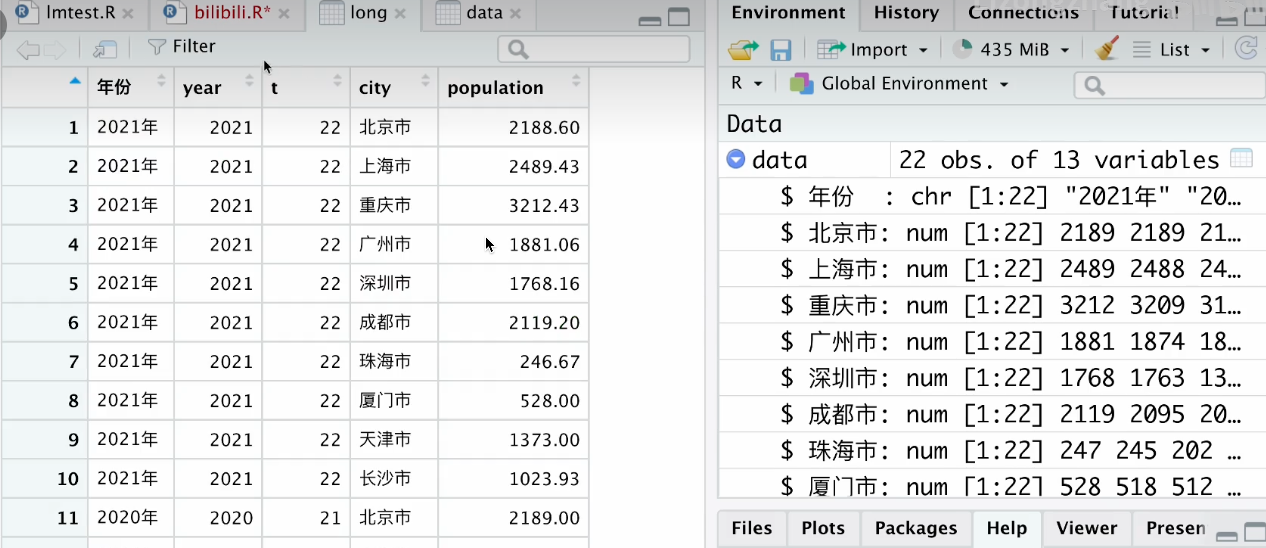 lmtest.R bilibili.R* long data
Filter
年份 year t city population
1 2021年 2021 22 北京市 2188.60
2 2021年 2021 22 上海市 2489.43
3 2021年 2021 22 重庆市 3212.43
4 2021年 2021 22 广州市 1881.06
5 2021年 2021 22 深圳市 1768.16
6 2021年 2021 22 成都市 2119.20
7 2021年 2021 22 珠海市 246.67
8 2021年 2021 22 厦门市 528.00
9 2021年 2021 22 天津市 1373.00
10 2021年 2021 22 长沙市 1023.93
11 2020年 2020 21 北京市 2189.00
Environment History Connections Tutorial
Import 435 MiB List
R Global Environment
Data
data 22 obs. of 13 variables
$ 年份 : chr [1:22] "2021年" "20…
$ 北京市: num [1:22] 2189 2189 21…
$ 上海市: num [1:22] 2489 2488 24…
$ 重庆市: num [1:22] 3212 3209 31…
$ 广州市: num [1:22] 1881 1874 18…
$ 深圳市: num [1:22] 1768 1763 13…
$ 成都市: num [1:22] 2119 2095 20…
$ 珠海市: num [1:22] 247 245 202 …
$ 厦门市: num [1:22] 528 518 512 …
Files Plots Packages Help Viewer Presen